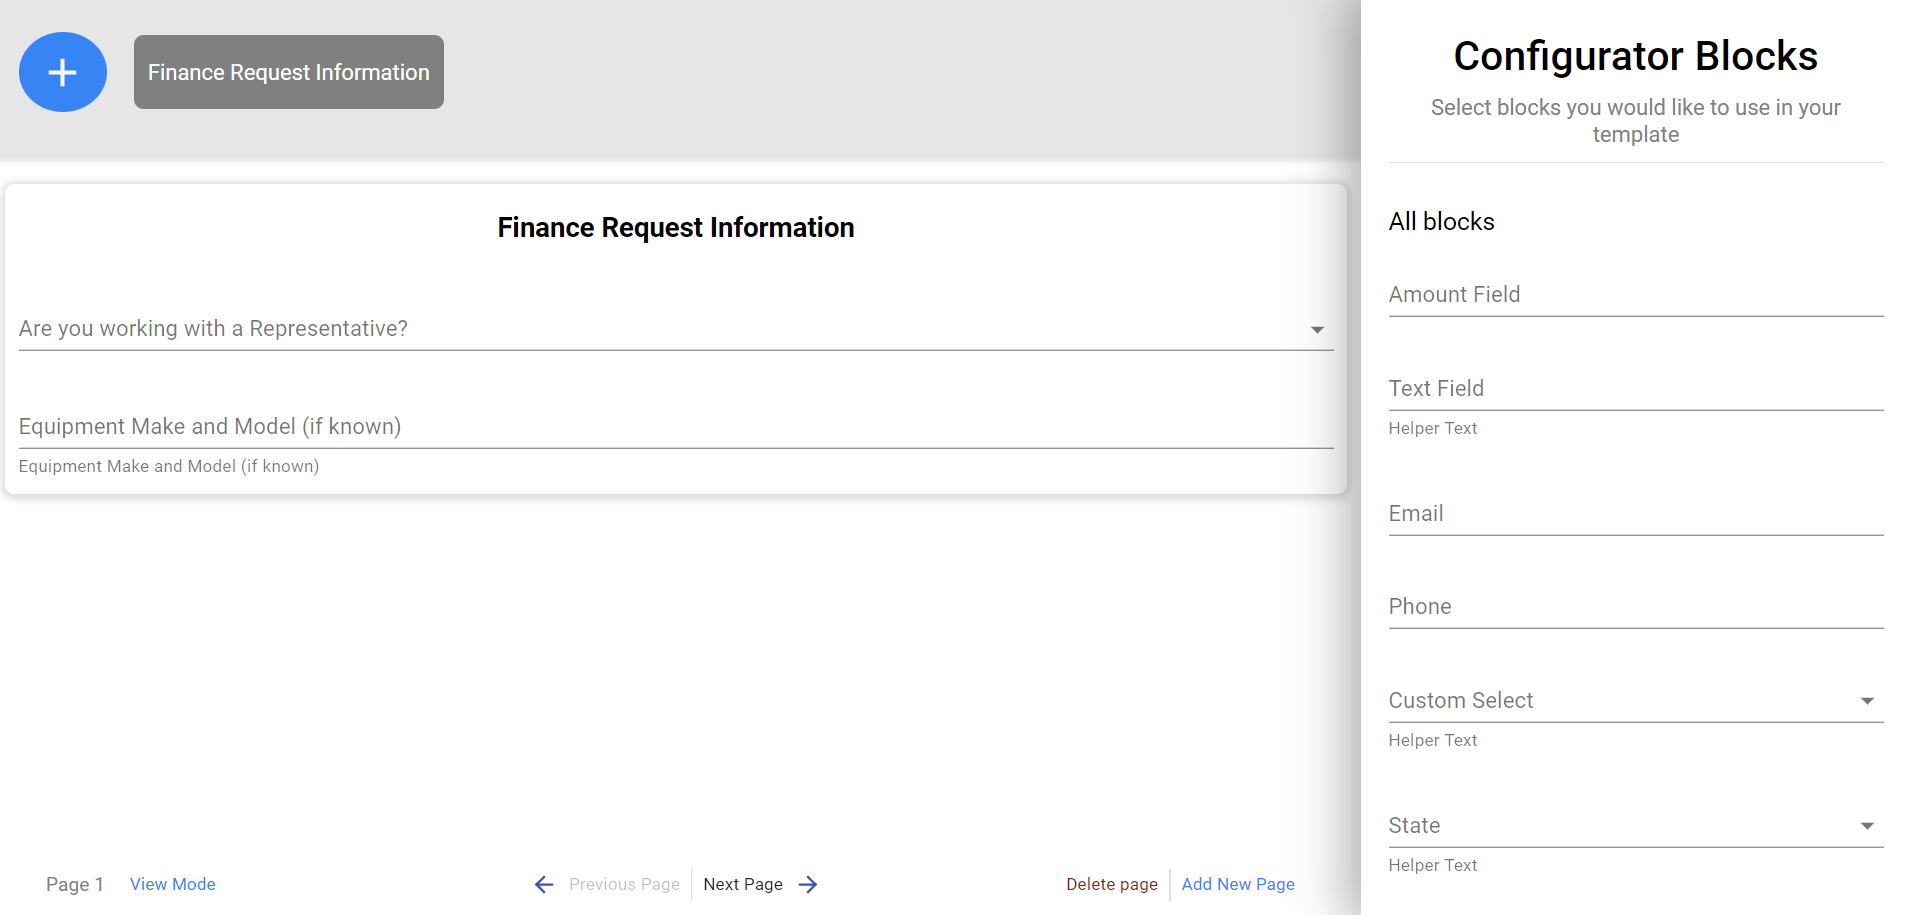 Finance Request Information
Finance Request Information
Are you working with a Representative?
Equipment Make and Model (if known)
Equipment Make and Model (if known)
Page 1
View Mode
Previous Page
Next Page
Delete page
Add New Page
Configurator Blocks
Select blocks you would like to use in your
template
All blocks
Amount Field
Text Field
Helper Text
Email
Phone
Custom Select
Helper Text
State
Helper Text